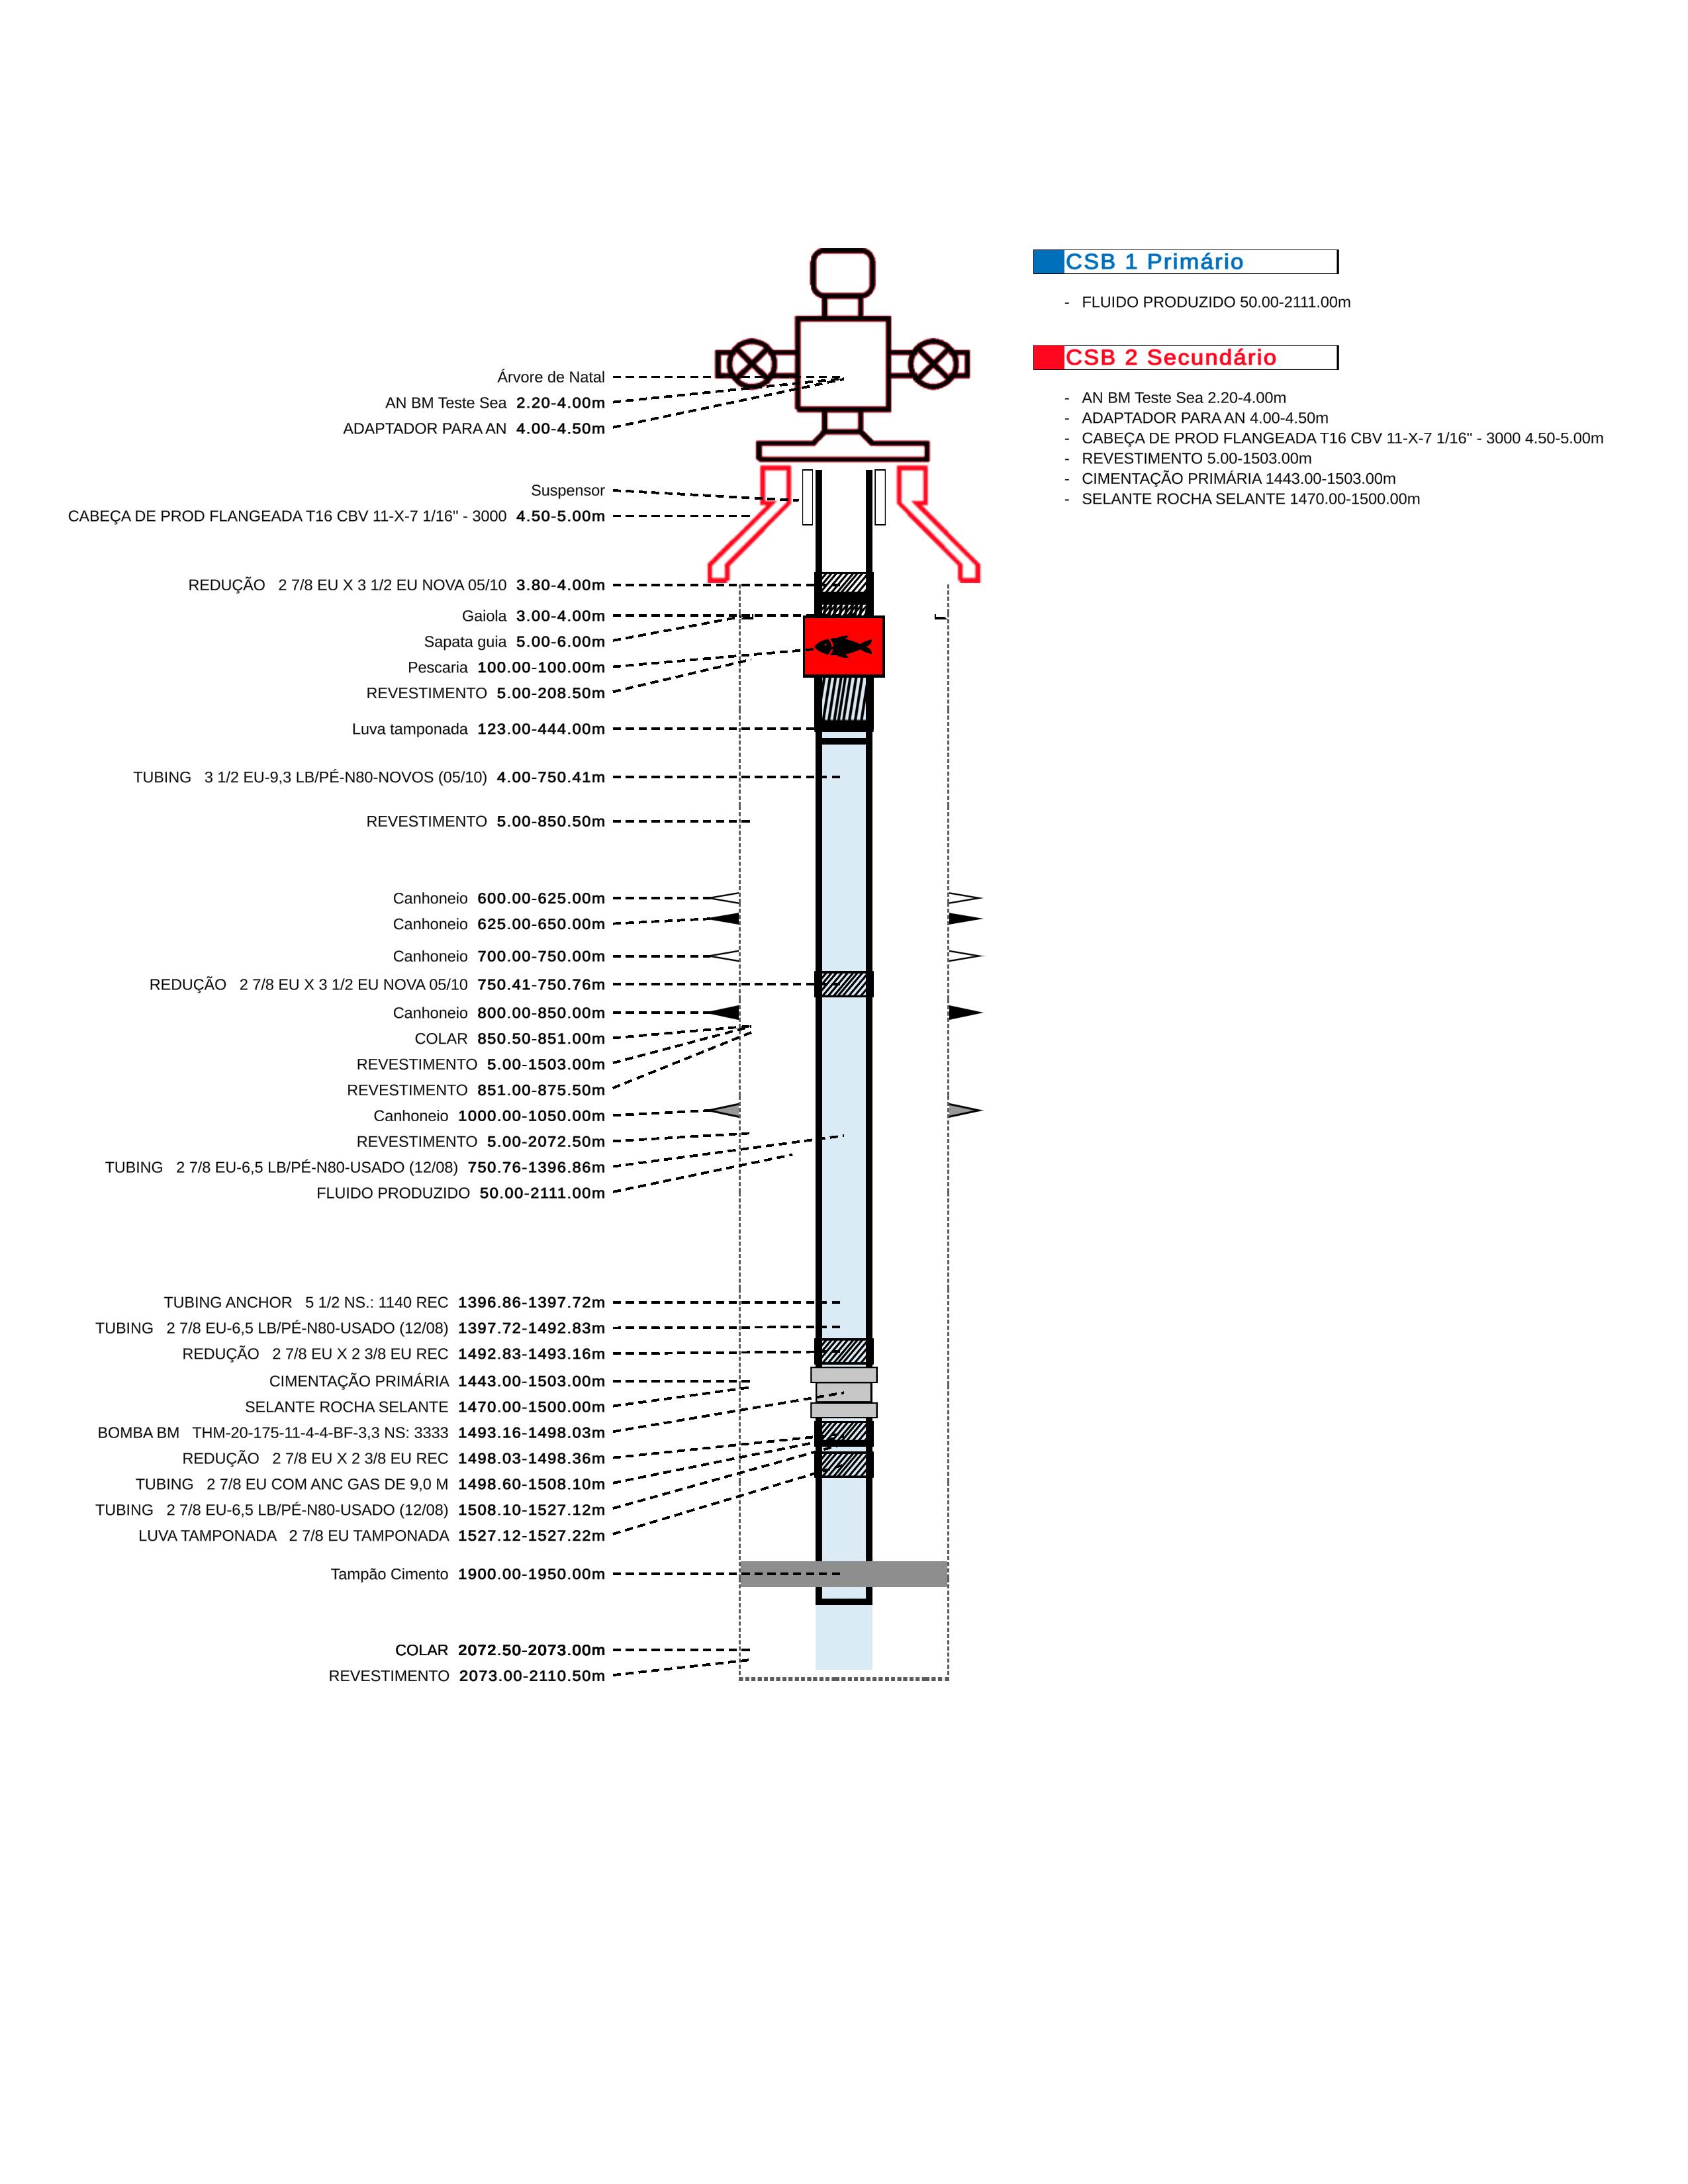 CSB 1 Primário
- FLUIDO PRODUZIDO 50.00-2111.00m
CSB 2 Secundário
- AN BM Teste Sea 2.20-4.00m
- ADAPTADOR PARA AN 4.00-4.50m
- CABEÇA DE PROD FLANGEADA T16 CBV 11-X-7 1/16" - 3000 4.50-5.00m
- REVESTIMENTO 5.00-1503.00m
- CIMENTAÇÃO PRIMÁRIA 1443.00-1503.00m
- SELANTE ROCHA SELANTE 1470.00-1500.00m
Árvore de Natal
AN BM Teste Sea 2.20-4.00m
ADAPTADOR PARA AN 4.00-4.50m
Suspensor
CABEÇA DE PROD FLANGEADA T16 CBV 11-X-7 1/16" - 3000 4.50-5.00m
REDUÇÃO 2 7/8 EU X 3 1/2 EU NOVA 05/10 3.80-4.00m
Gaiola 3.00-4.00m
Sapata guia 5.00-6.00m
Pescaria 100.00-100.00m
REVESTIMENTO 5.00-208.50m
Luva tamponada 123.00-444.00m
TUBING 3 1/2 EU-9,3 LB/PÉ-N80-NOVOS (05/10) 4.00-750.41m
REVESTIMENTO 5.00-850.50m
Canhoneio 600.00-625.00m
Canhoneio 625.00-650.00m
Canhoneio 700.00-750.00m
REDUÇÃO 2 7/8 EU X 3 1/2 EU NOVA 05/10 750.41-750.76m
Canhoneio 800.00-850.00m
COLAR 850.50-851.00m
REVESTIMENTO 5.00-1503.00m
REVESTIMENTO 851.00-875.50m
Canhoneio 1000.00-1050.00m
REVESTIMENTO 5.00-2072.50m
TUBING 2 7/8 EU-6,5 LB/PÉ-N80-USADO (12/08) 750.76-1396.86m
FLUIDO PRODUZIDO 50.00-2111.00m
TUBING ANCHOR 5 1/2 NS.: 1140 REC 1396.86-1397.72m
TUBING 2 7/8 EU-6,5 LB/PÉ-N80-USADO (12/08) 1397.72-1492.83m
REDUÇÃO 2 7/8 EU X 2 3/8 EU REC 1492.83-1493.16m
CIMENTAÇÃO PRIMÁRIA 1443.00-1503.00m
SELANTE ROCHA SELANTE 1470.00-1500.00m
BOMBA BM THM-20-175-11-4-4-BF-3,3 NS: 3333 1493.16-1498.03m
REDUÇÃO 2 7/8 EU X 2 3/8 EU REC 1498.03-1498.36m
TUBING 2 7/8 EU COM ANC GAS DE 9,0 M 1498.60-1508.10m
TUBING 2 7/8 EU-6,5 LB/PÉ-N80-USADO (12/08) 1508.10-1527.12m
LUVA TAMPONADA 2 7/8 EU TAMPONADA 1527.12-1527.22m
Tampão Cimento 1900.00-1950.00m
COLAR 2072.50-2073.00m
REVESTIMENTO 2073.00-2110.50m